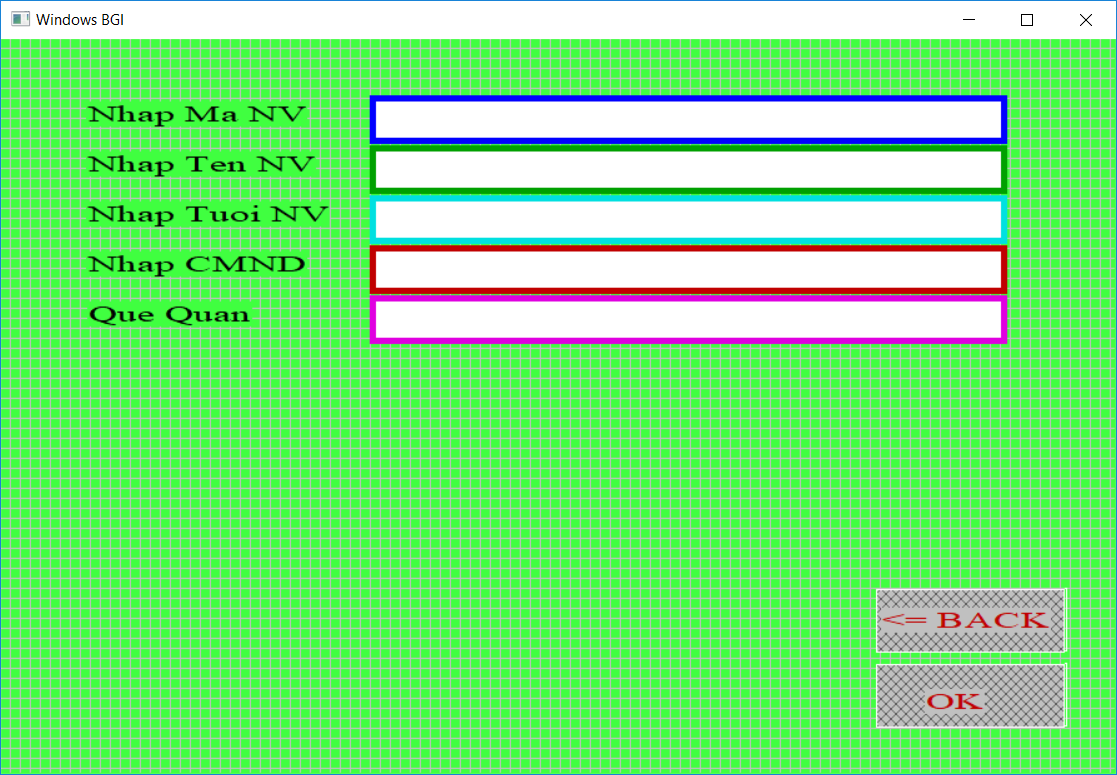 Windows BGI
Nhap Ma NV
Nhap Ten NV
Nhap Tuoi NV
Nhap CMND
Que Quan
<= BACK
OK